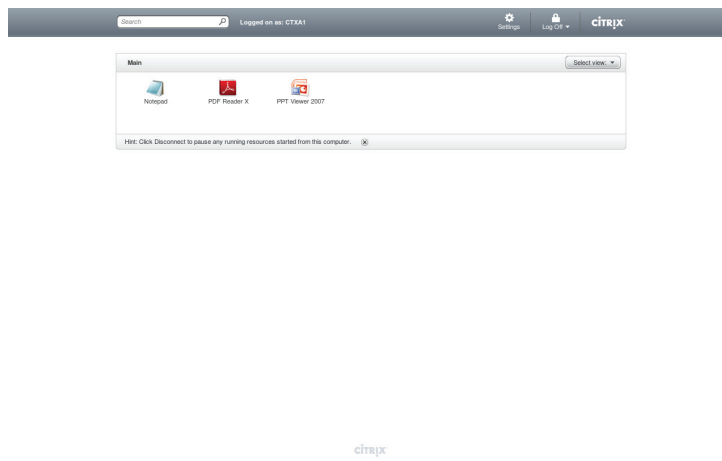 Search
Logged on as: CTXA1
Settings
Log Off
CITRIX
Main
Select view:
Notepad
PDF Reader X
PPT Viewer 2007
Hint: Click Disconnect to pause any running resources started from this computer.
CITRIX